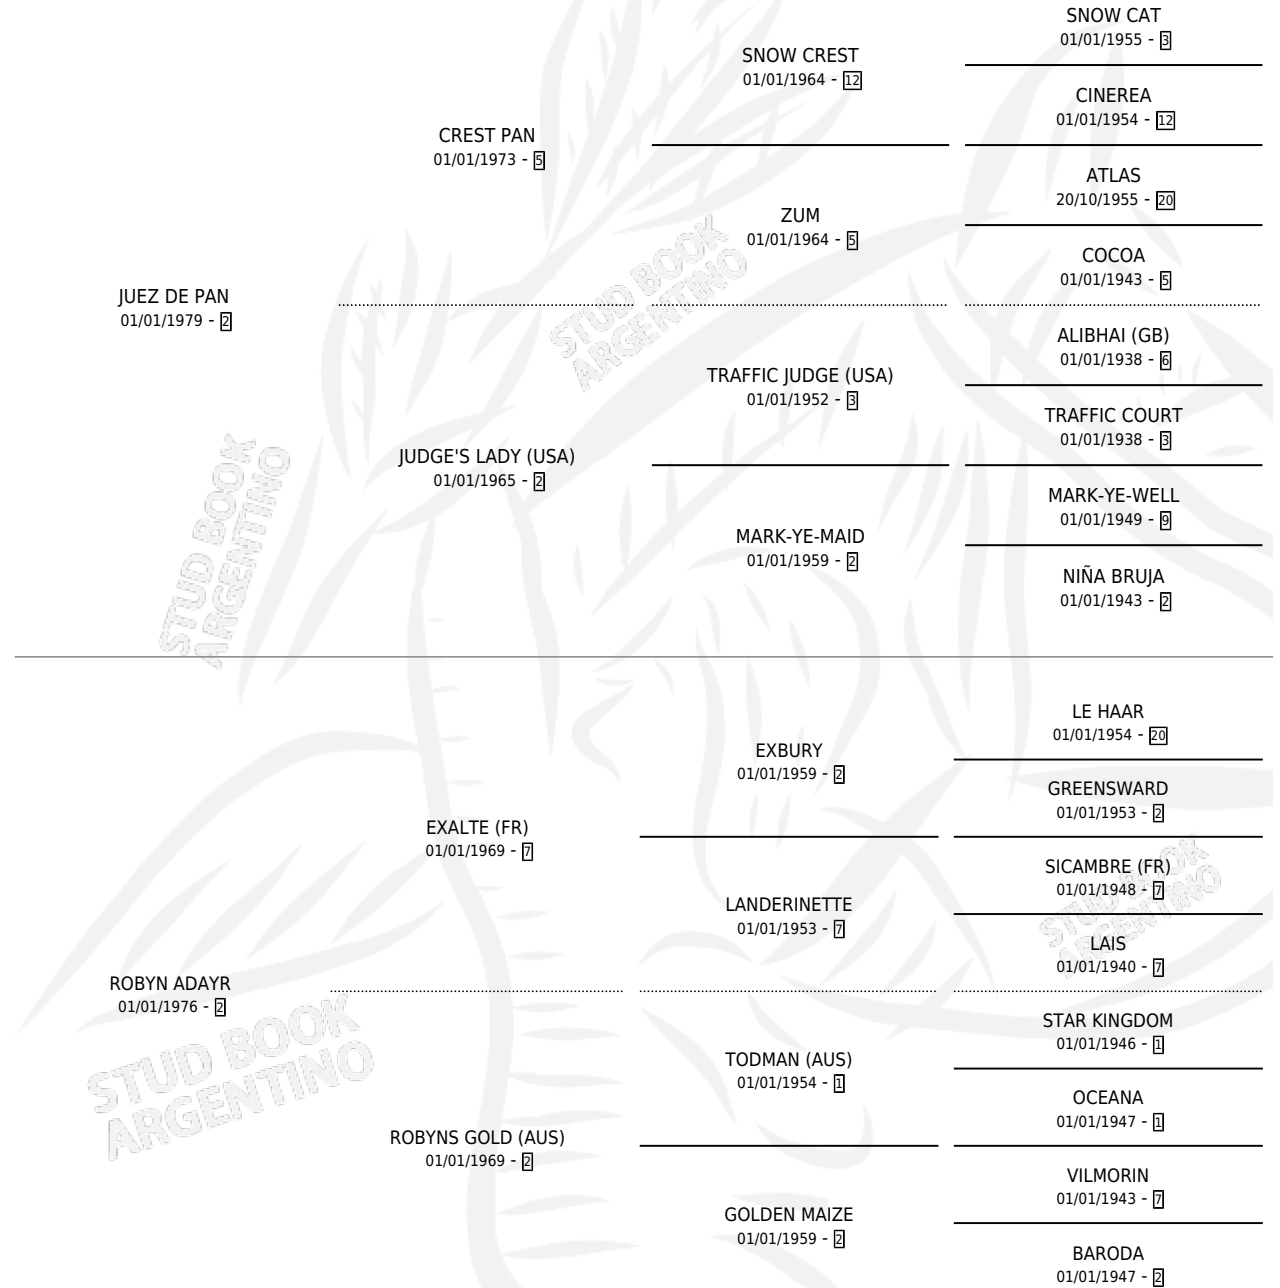 SNOW CAT
01/01/1955 - 3
SNOW CREST
01/01/1964 - 12
CINEREA
01/01/1954 - 12
CREST PAN
01/01/1973 - 5
ATLAS
20/10/1955 - 20
ZUM
01/01/1964 - 5
COCOA
01/01/1943 - 5
JUEZ DE PAN
01/01/1979 - 2
ALIBHAI (GB)
01/01/1938 - 6
TRAFFIC JUDGE (USA)
01/01/1952 - 3
TRAFFIC COURT
01/01/1938 - 3
JUDGE'S LADY (USA)
01/01/1965 - 2
MARK-YE-WELL
01/01/1949 - 9
MARK-YE-MAID
01/01/1959 - 2
NIÑA BRUJA
01/01/1943 - 2
LE HAAR
01/01/1954 - 20
EXBURY
01/01/1959 - 2
GREENSWARD
01/01/1953 - 2
EXALTE (FR)
01/01/1969 - 7
SICAMBRE (FR)
01/01/1948 - 7
LANDERINETTE
01/01/1953 - 7
LAIS
01/01/1940 - 7
ROBYN ADAYR
01/01/1976 - 2
STAR KINGDOM
01/01/1946 - 1
TODMAN (AUS)
01/01/1954 - 1
OCEANA
01/01/1947 - 1
ROBYNS GOLD (AUS)
01/01/1969 - 2
VILMORIN
01/01/1943 - 7
GOLDEN MAIZE
01/01/1959 - 2
BARODA
01/01/1947 - 2
STUD BOOK
ARGENTINO
STUD BOOK
ARGENTINO
STUD BOOK
ARGENTINO
STUD BOOK
ARGENTINO